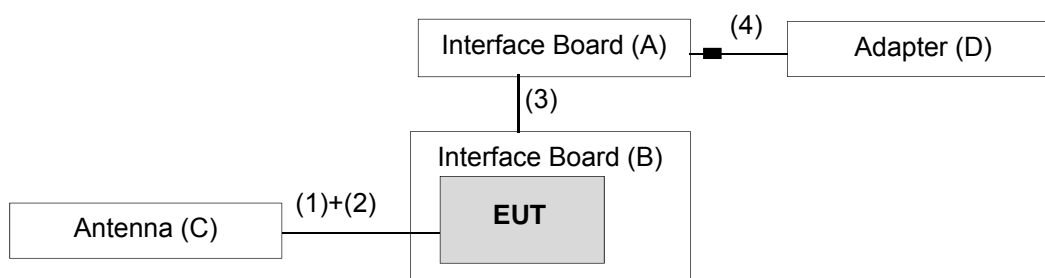 (4)
Interface Board (A)
Adapter (D)
(3)
Interface Board (B)
(1)+(2)
EUT
Antenna (C)